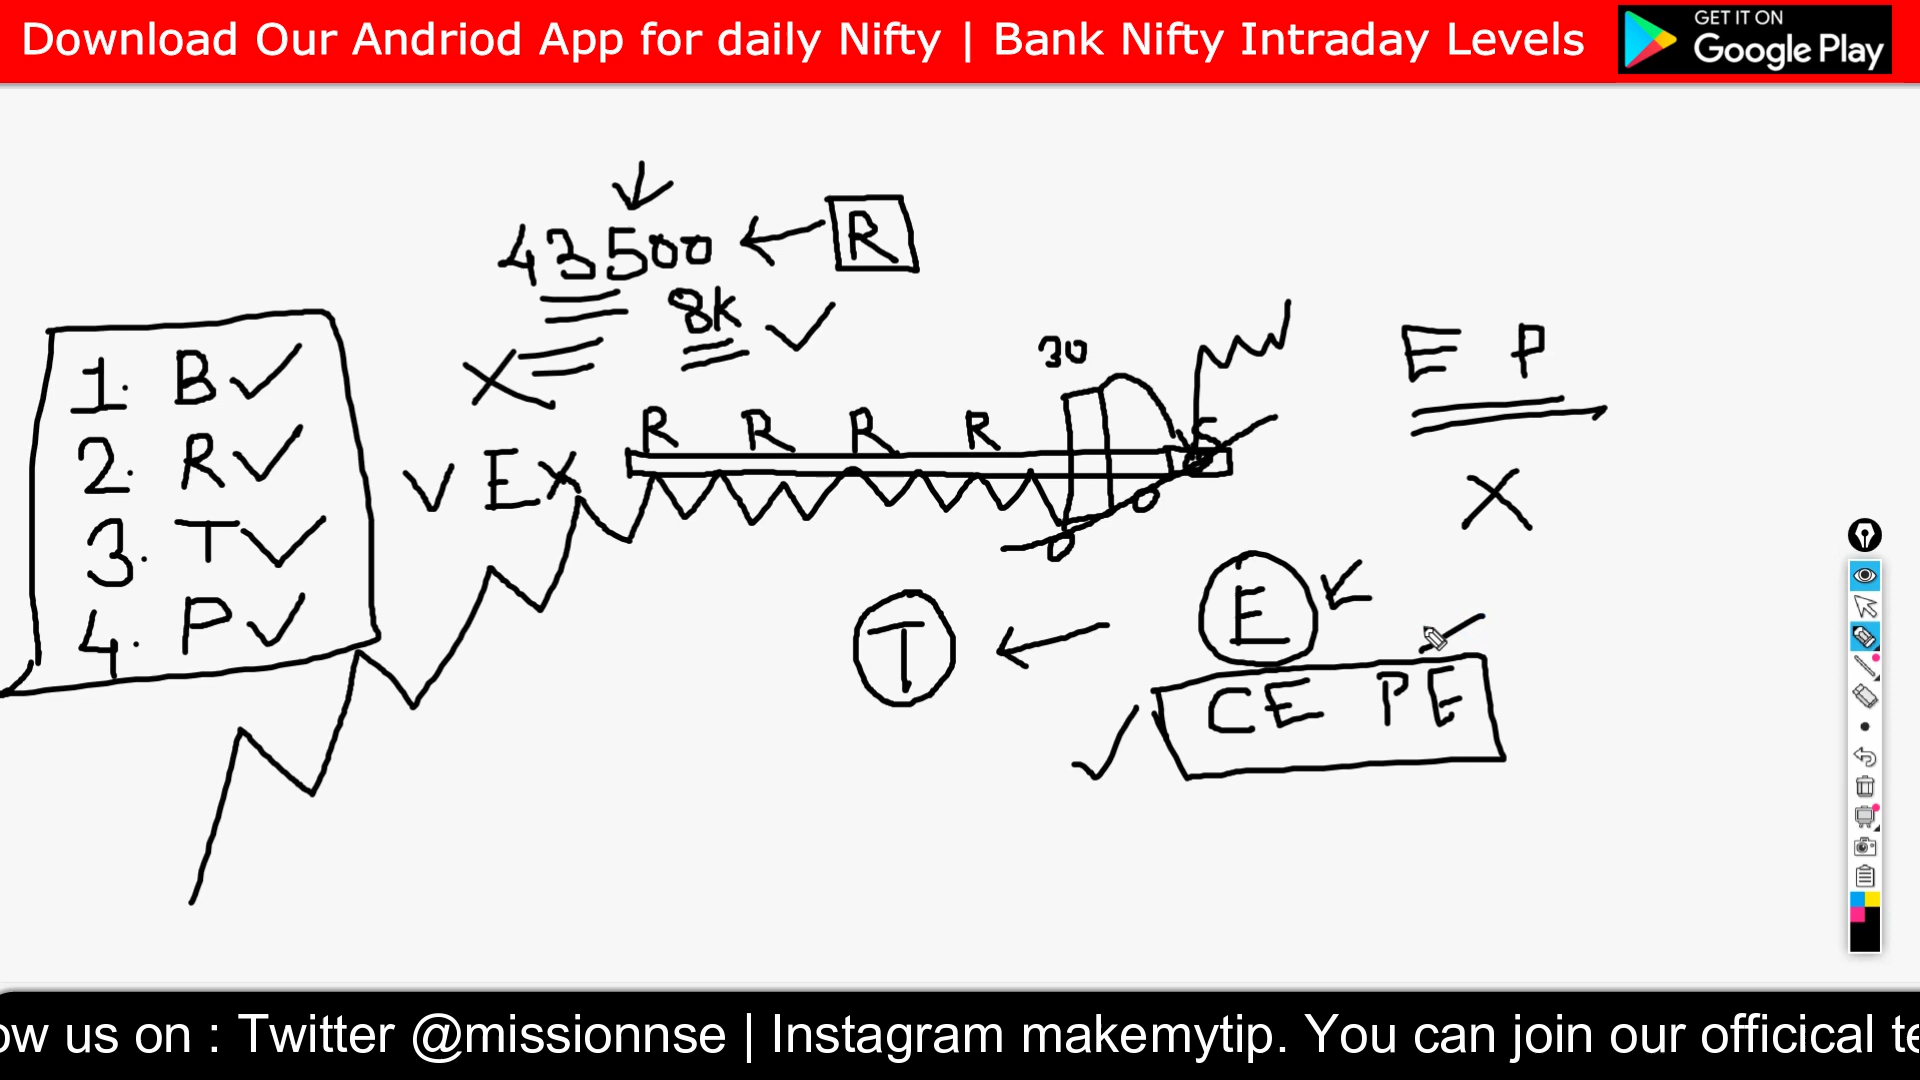 Download Our Andriod App for daily Nifty | Bank Nifty Intraday Levels
GET IT ON
Google Play
43500
R
8K
1. B
2. R
3. T
4. P
30
E P
R R R R
S
EX
T
E
CE PE
ow us on : Twitter @missionnse | Instagram makemytip. You can join our officical te